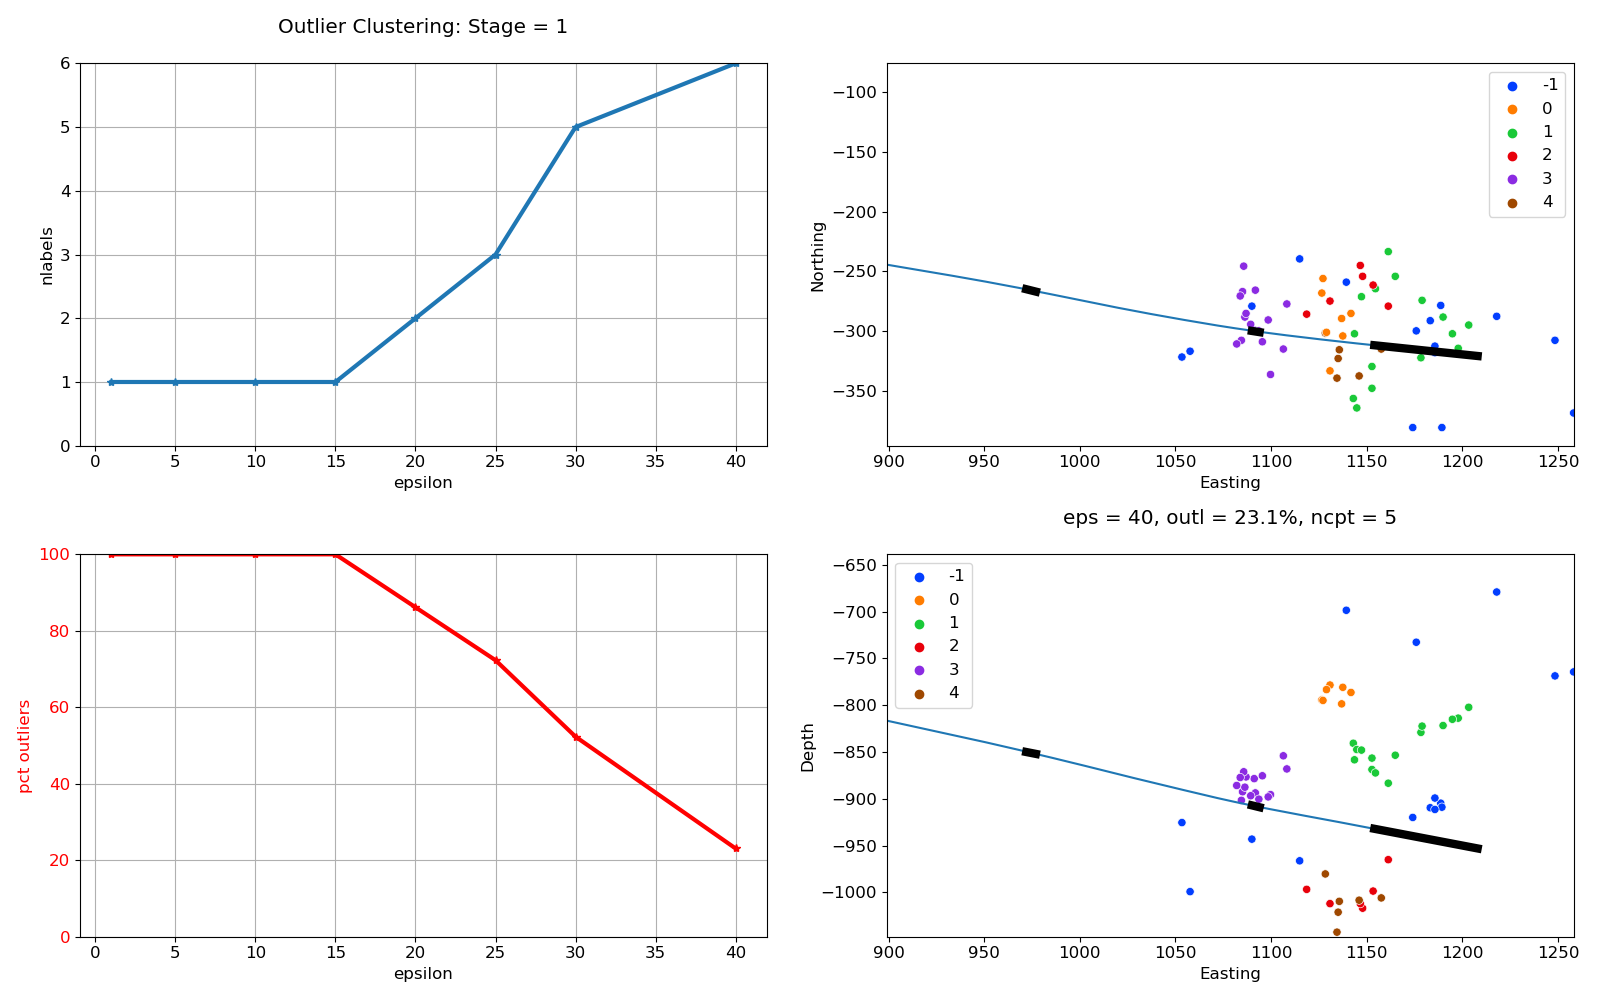 Outlier Clustering: Stage = 1
nlabels
6
5
4
3
2
1
0
0 5 10 15 20 25 30 35 40
epsilon
Northing
−100
−150
−200
−250
−300
−350
-1
0
1
2
3
4
900 950 1000 1050 1100 1150 1200 1250
Easting
pct outliers
100
80
60
40
20
0
0 5 10 15 20 25 30 35 40
epsilon
eps = 40, outl = 23.1%, ncpt = 5
Depth
−650
−700
−750
−800
−850
−900
−950
−1000
-1
0
1
2
3
4
900 950 1000 1050 1100 1150 1200 1250
Easting